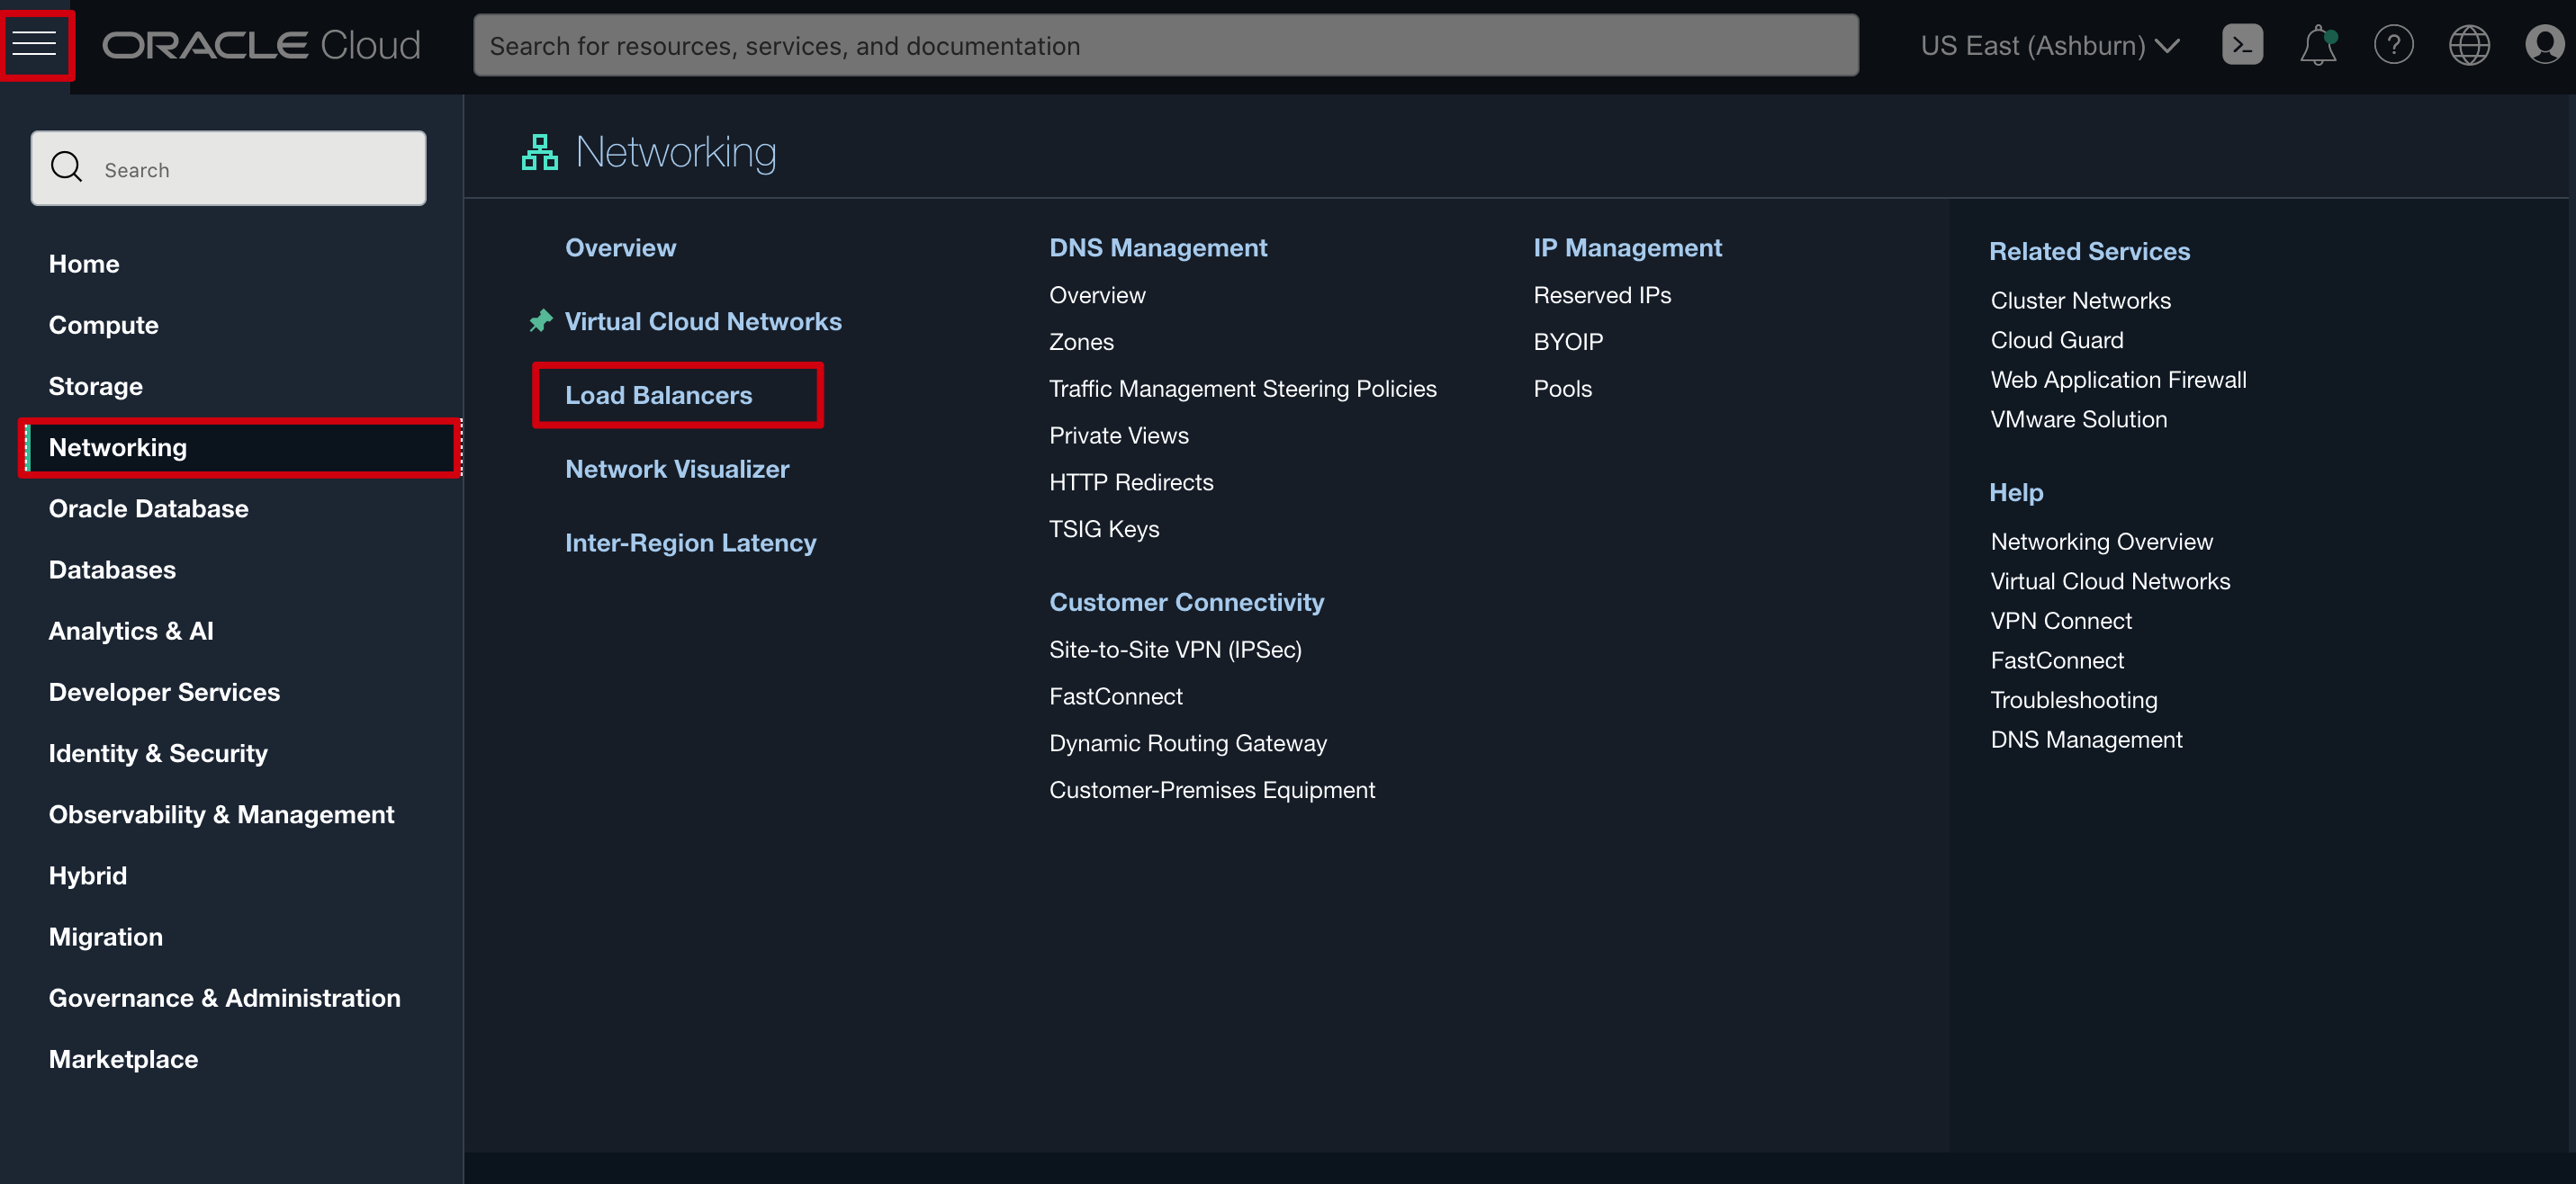 ORACLE Cloud
Search for resources, services, and documentation
US East (Ashburn)
Search
Home
Compute
Storage
Networking
Oracle Database
Databases
Analytics & AI
Developer Services
Identity & Security
Observability & Management
Hybrid
Migration
Governance & Administration
Marketplace
Networking
Overview
Virtual Cloud Networks
Load Balancers
Network Visualizer
Inter-Region Latency
DNS Management
Overview
Zones
Traffic Management Steering Policies
Private Views
HTTP Redirects
TSIG Keys
Customer Connectivity
Site-to-Site VPN (IPSec)
FastConnect
Dynamic Routing Gateway
Customer-Premises Equipment
IP Management
Reserved IPs
BYOIP
Pools
Related Services
Cluster Networks
Cloud Guard
Web Application Firewall
VMware Solution
Help
Networking Overview
Virtual Cloud Networks
VPN Connect
FastConnect
Troubleshooting
DNS Management